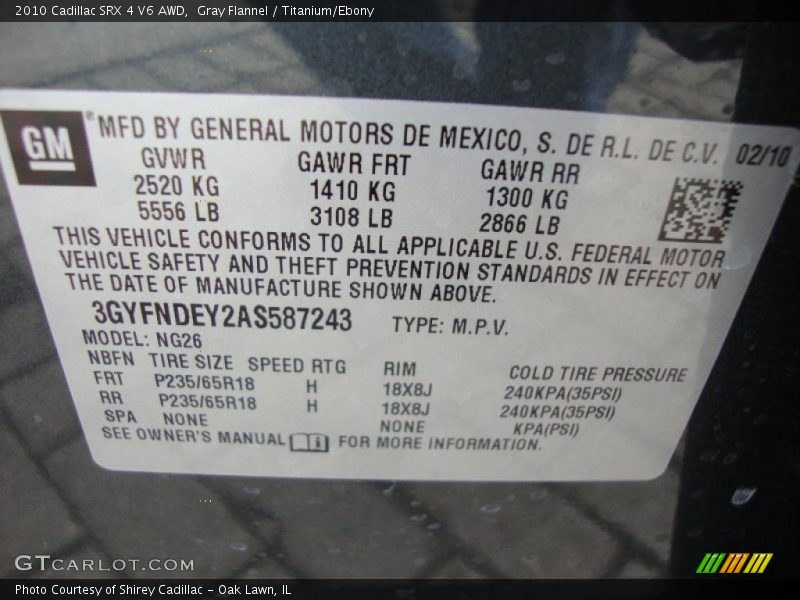 2010 Cadillac SRX 4 V6 AWD, Gray Flannel / Titanium/Ebony
GM ® MFD BY GENERAL MOTORS DE MEXICO, S. DE R.L. DE C.V. 02/10
GVWR GAWR FRT GAWR RR
2520 KG 1410 KG 1300 KG
5556 LB 3108 LB 2866 LB
THIS VEHICLE CONFORMS TO ALL APPLICABLE U.S. FEDERAL MOTOR
VEHICLE SAFETY AND THEFT PREVENTION STANDARDS IN EFFECT ON
THE DATE OF MANUFACTURE SHOWN ABOVE.
3GYFNDEY2AS587243 TYPE: M.P.V.
MODEL: NG26
NBFN TIRE SIZE SPEED RTG RIM COLD TIRE PRESSURE
FRT P235/65R18 H 18X8J 240KPA(35PSI)
RR P235/65R18 H 18X8J 240KPA(35PSI)
SPA NONE NONE KPA(PSI)
SEE OWNER'S MANUAL i FOR MORE INFORMATION.
GTCARLOT.COM
Photo Courtesy of Shirey Cadillac - Oak Lawn, IL